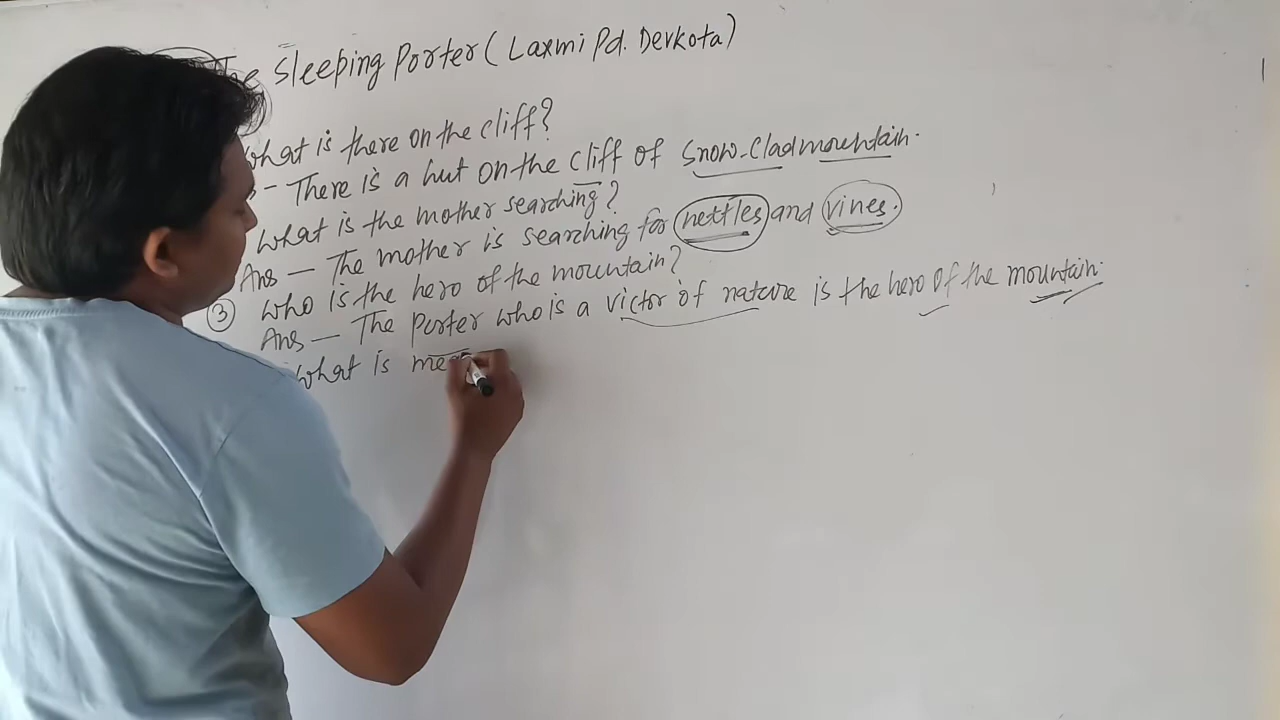 The Sleeping Porter (Laxmi Pd. Devkota)
What is there on the cliff?
- There is a hut on the cliff of snow-clad mountain.
What is the mother searching?
Ans - The mother is searching for nettles and vines.
③ Who is the hero of the mountain?
Ans - The porter who is a victor of nature is the hero of the mountain.
What is